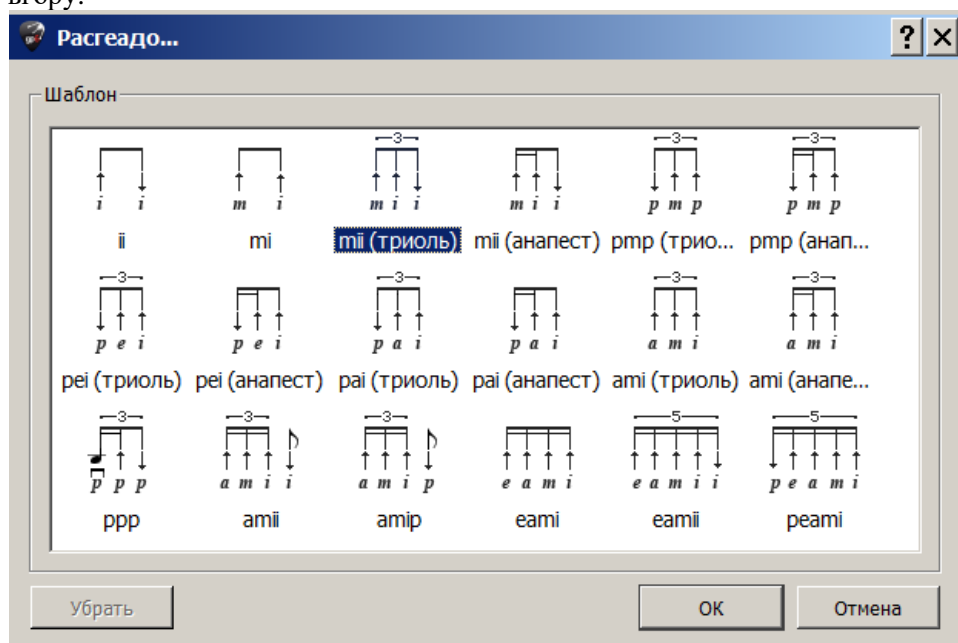 вгору.
Расгеадо...
Шаблон
3 3 3
i i m i m i i m i i p m p p m p
ii mi mii (триоль) mii (анапест) pmp (трио... pmp (анап...
3 3 3 3
p e i p e i p a i p a i a m i a m i
pei (триоль) pei (анапест) pai (триоль) pai (анапест) ami (триоль) ami (анапе...
3 3 3 5 5
p p p a m i i a m i p e a m i e a m i i p e a m i
ppp amii amip eami eamii peami
Убрать OK Отмена